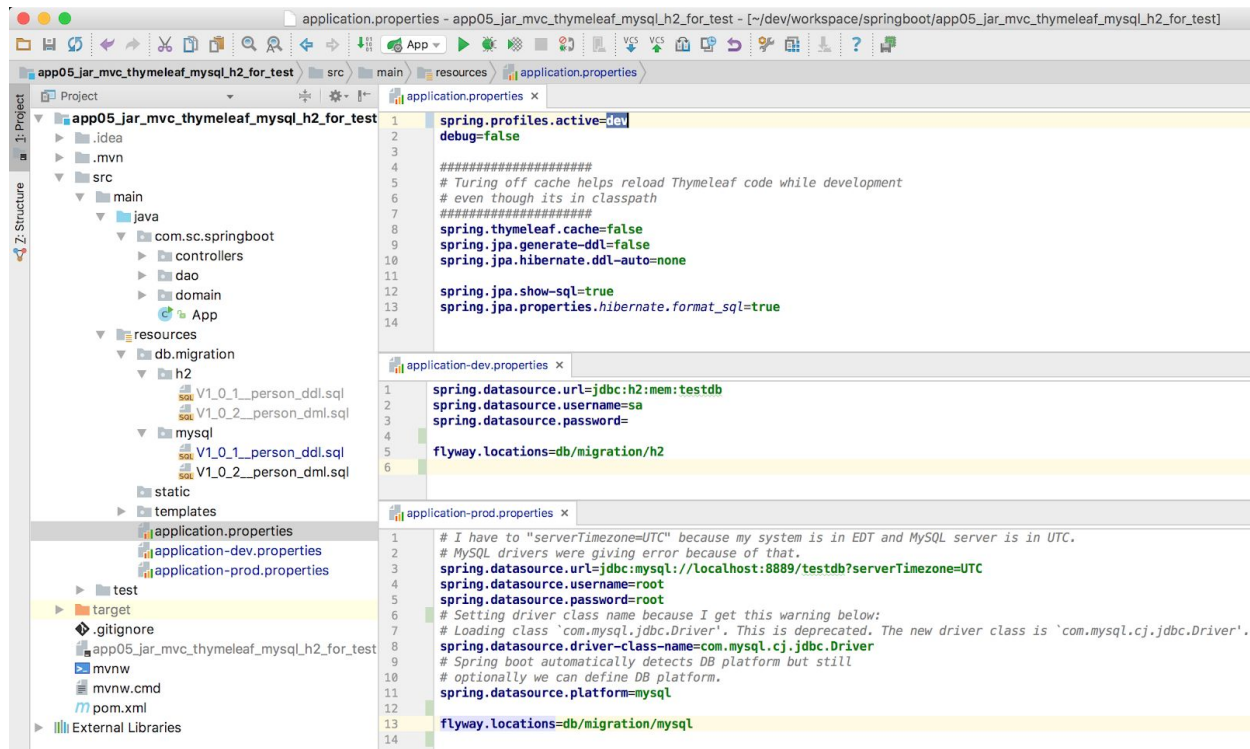 application.properties - app05_jar_mvc_thymeleaf_mysql_h2_for_test - [~/dev/workspace/springboot/app05_jar_mvc_thymeleaf_mysql_h2_for_test]
App
VCS VCS
app05_jar_mvc_thymeleaf_mysql_h2_for_test src main resources application.properties
1: Project
Z: Structure
Project
app05_jar_mvc_thymeleaf_mysql_h2_for_test
.idea
.mvn
src
main
java
com.sc.springboot
controllers
dao
domain
App
resources
db.migration
h2
V1_0_1__person_ddl.sql
V1_0_2__person_dml.sql
mysql
V1_0_1__person_ddl.sql
V1_0_2__person_dml.sql
static
templates
application.properties
application-dev.properties
application-prod.properties
test
target
.gitignore
app05_jar_mvc_thymeleaf_mysql_h2_for_test
mvnw
mvnw.cmd
pom.xml
External Libraries
application.properties
1 spring.profiles.active=dev
2 debug=false
3
4 #####################
5 # Turing off cache helps reload Thymeleaf code while development
6 # even though its in classpath
7 #####################
8 spring.thymeleaf.cache=false
9 spring.jpa.generate-ddl=false
10 spring.jpa.hibernate.ddl-auto=none
11
12 spring.jpa.show-sql=true
13 spring.jpa.properties.hibernate.format_sql=true
14
application-dev.properties
1 spring.datasource.url=jdbc:h2:mem:testdb
2 spring.datasource.username=sa
3 spring.datasource.password=
4
5 flyway.locations=db/migration/h2
6
application-prod.properties
1 # I have to "serverTimezone=UTC" because my system is in EDT and MySQL server is in UTC.
2 # MySQL drivers were giving error because of that.
3 spring.datasource.url=jdbc:mysql://localhost:8889/testdb?serverTimezone=UTC
4 spring.datasource.username=root
5 spring.datasource.password=root
6 # Setting driver class name because I get this warning below:
7 # Loading class `com.mysql.jdbc.Driver'. This is deprecated. The new driver class is `com.mysql.cj.jdbc.Driver'.
8 spring.datasource.driver-class-name=com.mysql.cj.jdbc.Driver
9 # Spring boot automatically detects DB platform but still
10 # optionally we can define DB platform.
11 spring.datasource.platform=mysql
12
13 flyway.locations=db/migration/mysql
14